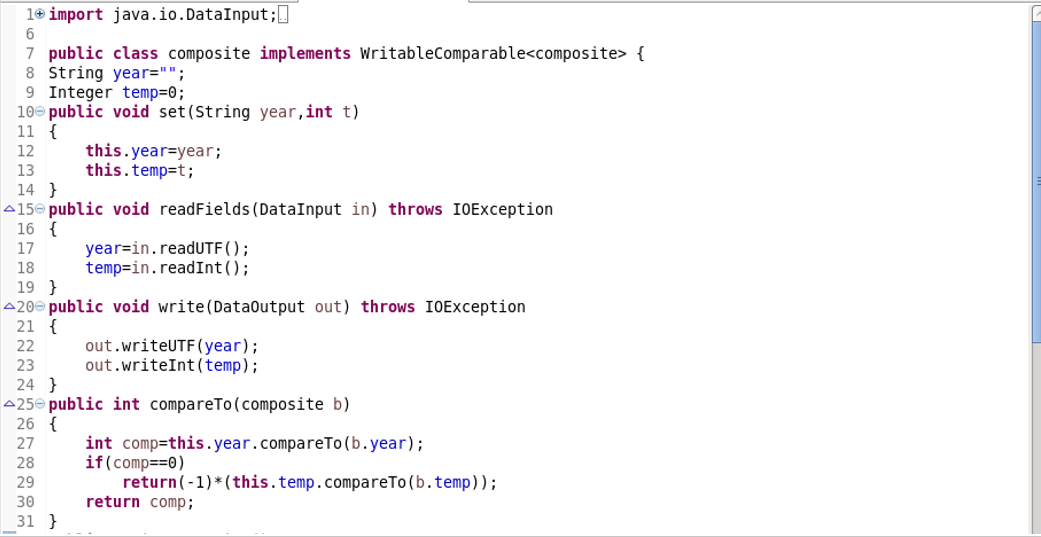 1 import java.io.DataInput;
6
7 public class composite implements WritableComparable<composite> {
8 String year="";
9 Integer temp=0;
10 public void set(String year,int t)
11 {
12     this.year=year;
13     this.temp=t;
14 }
15 public void readFields(DataInput in) throws IOException
16 {
17     year=in.readUTF();
18     temp=in.readInt();
19 }
20 public void write(DataOutput out) throws IOException
21 {
22     out.writeUTF(year);
23     out.writeInt(temp);
24 }
25 public int compareTo(composite b)
26 {
27     int comp=this.year.compareTo(b.year);
28     if(comp==0)
29         return(-1)*(this.temp.compareTo(b.temp));
30     return comp;
31 }